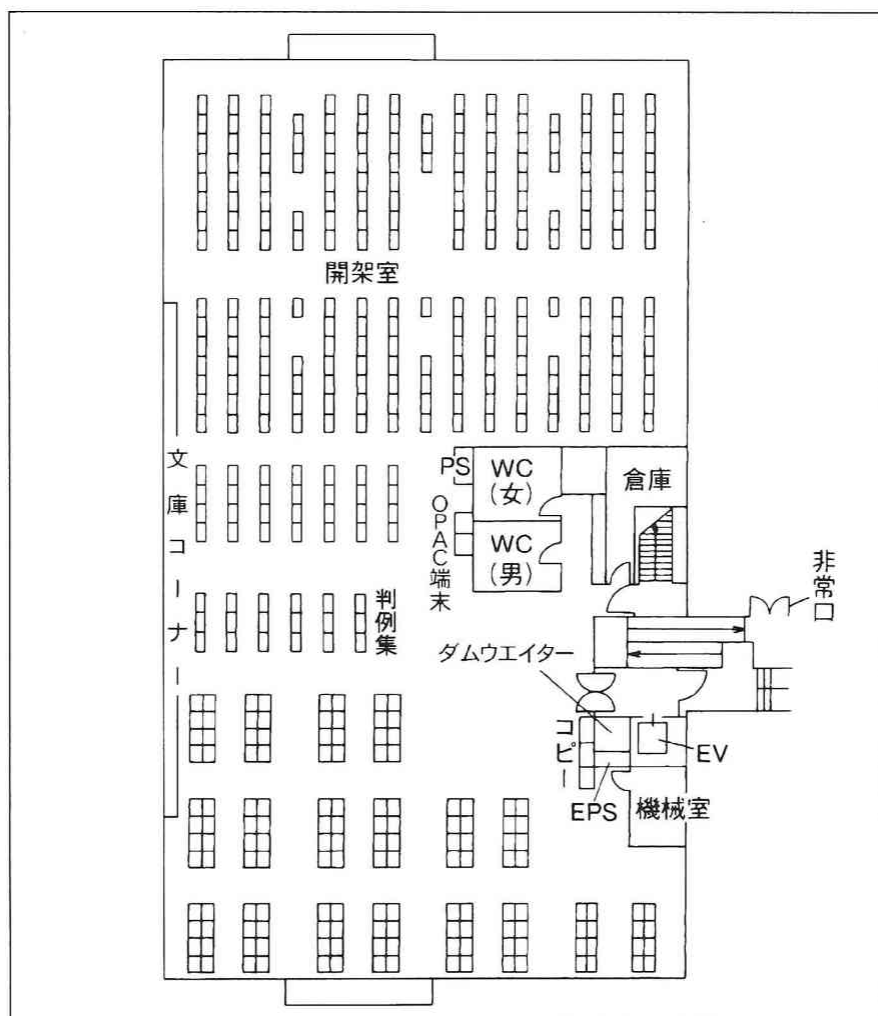 開架室
文庫コーナー
PS
WC
(女)
倉庫
OPAC端末
WC
(男)
非常口
判例集
ダムウエイター
コピー
EV
EPS
機械室